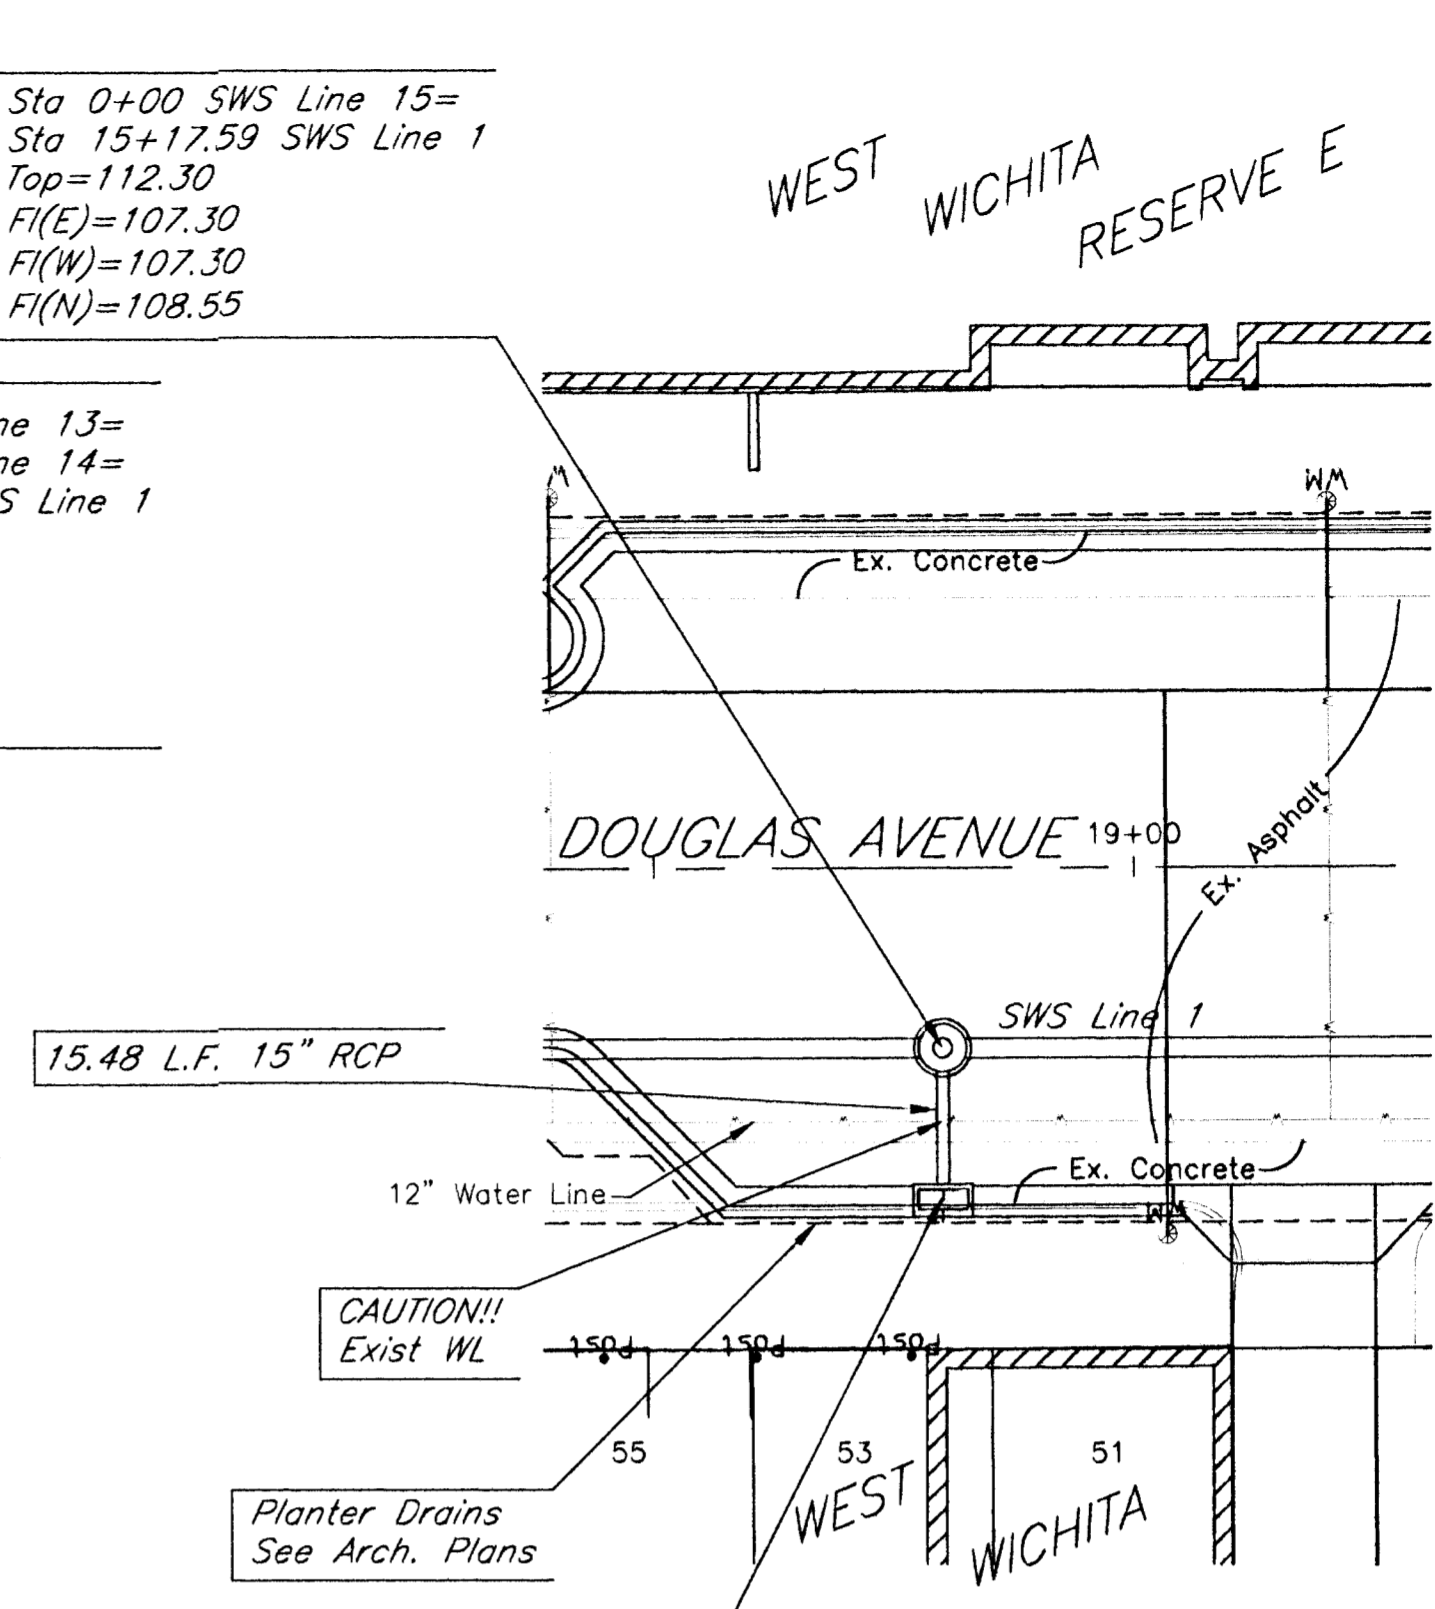 Sta 0+00 SWS Line 15=
Sta 15+17.59 SWS Line 1
Top=112.30
Fl(E)=107.30
Fl(W)=107.30
Fl(N)=108.55
ne 13=
ne 14=
S Line 1
WEST WICHITA
RESERVE E
W
WM
Ex. Concrete
DOUGLAS AVENUE
19+00
Ex. Asphalt
SWS Line 1
15.48 L.F. 15" RCP
12" Water Line
Ex. Concrete
WM
CAUTION!!
Exist WL
Post Post Post
55 53 51
WEST WICHITA
Planter Drains
See Arch. Plans